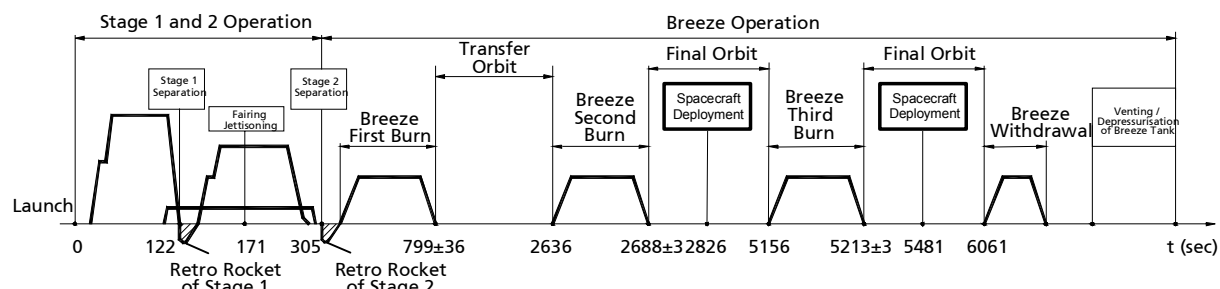 Stage 1 and 2 Operation
Breeze Operation
Transfer
Orbit
Final Orbit
Final Orbit
Stage 1
Separation
Stage 2
Separation
Fairing
Jettisoning
Breeze
First Burn
Breeze
Second
Burn
Spacecraft
Deployment
Breeze
Third
Burn
Spacecraft
Deployment
Breeze
Withdrawal
Venting /
Depressurisation
of Breeze Tank
Launch
0 122 171 305 799±36 2636 2688±3 2826 5156 5213±3 5481 6061 t (sec)
Retro Rocket
of Stage 1
Retro Rocket
of Stage 2